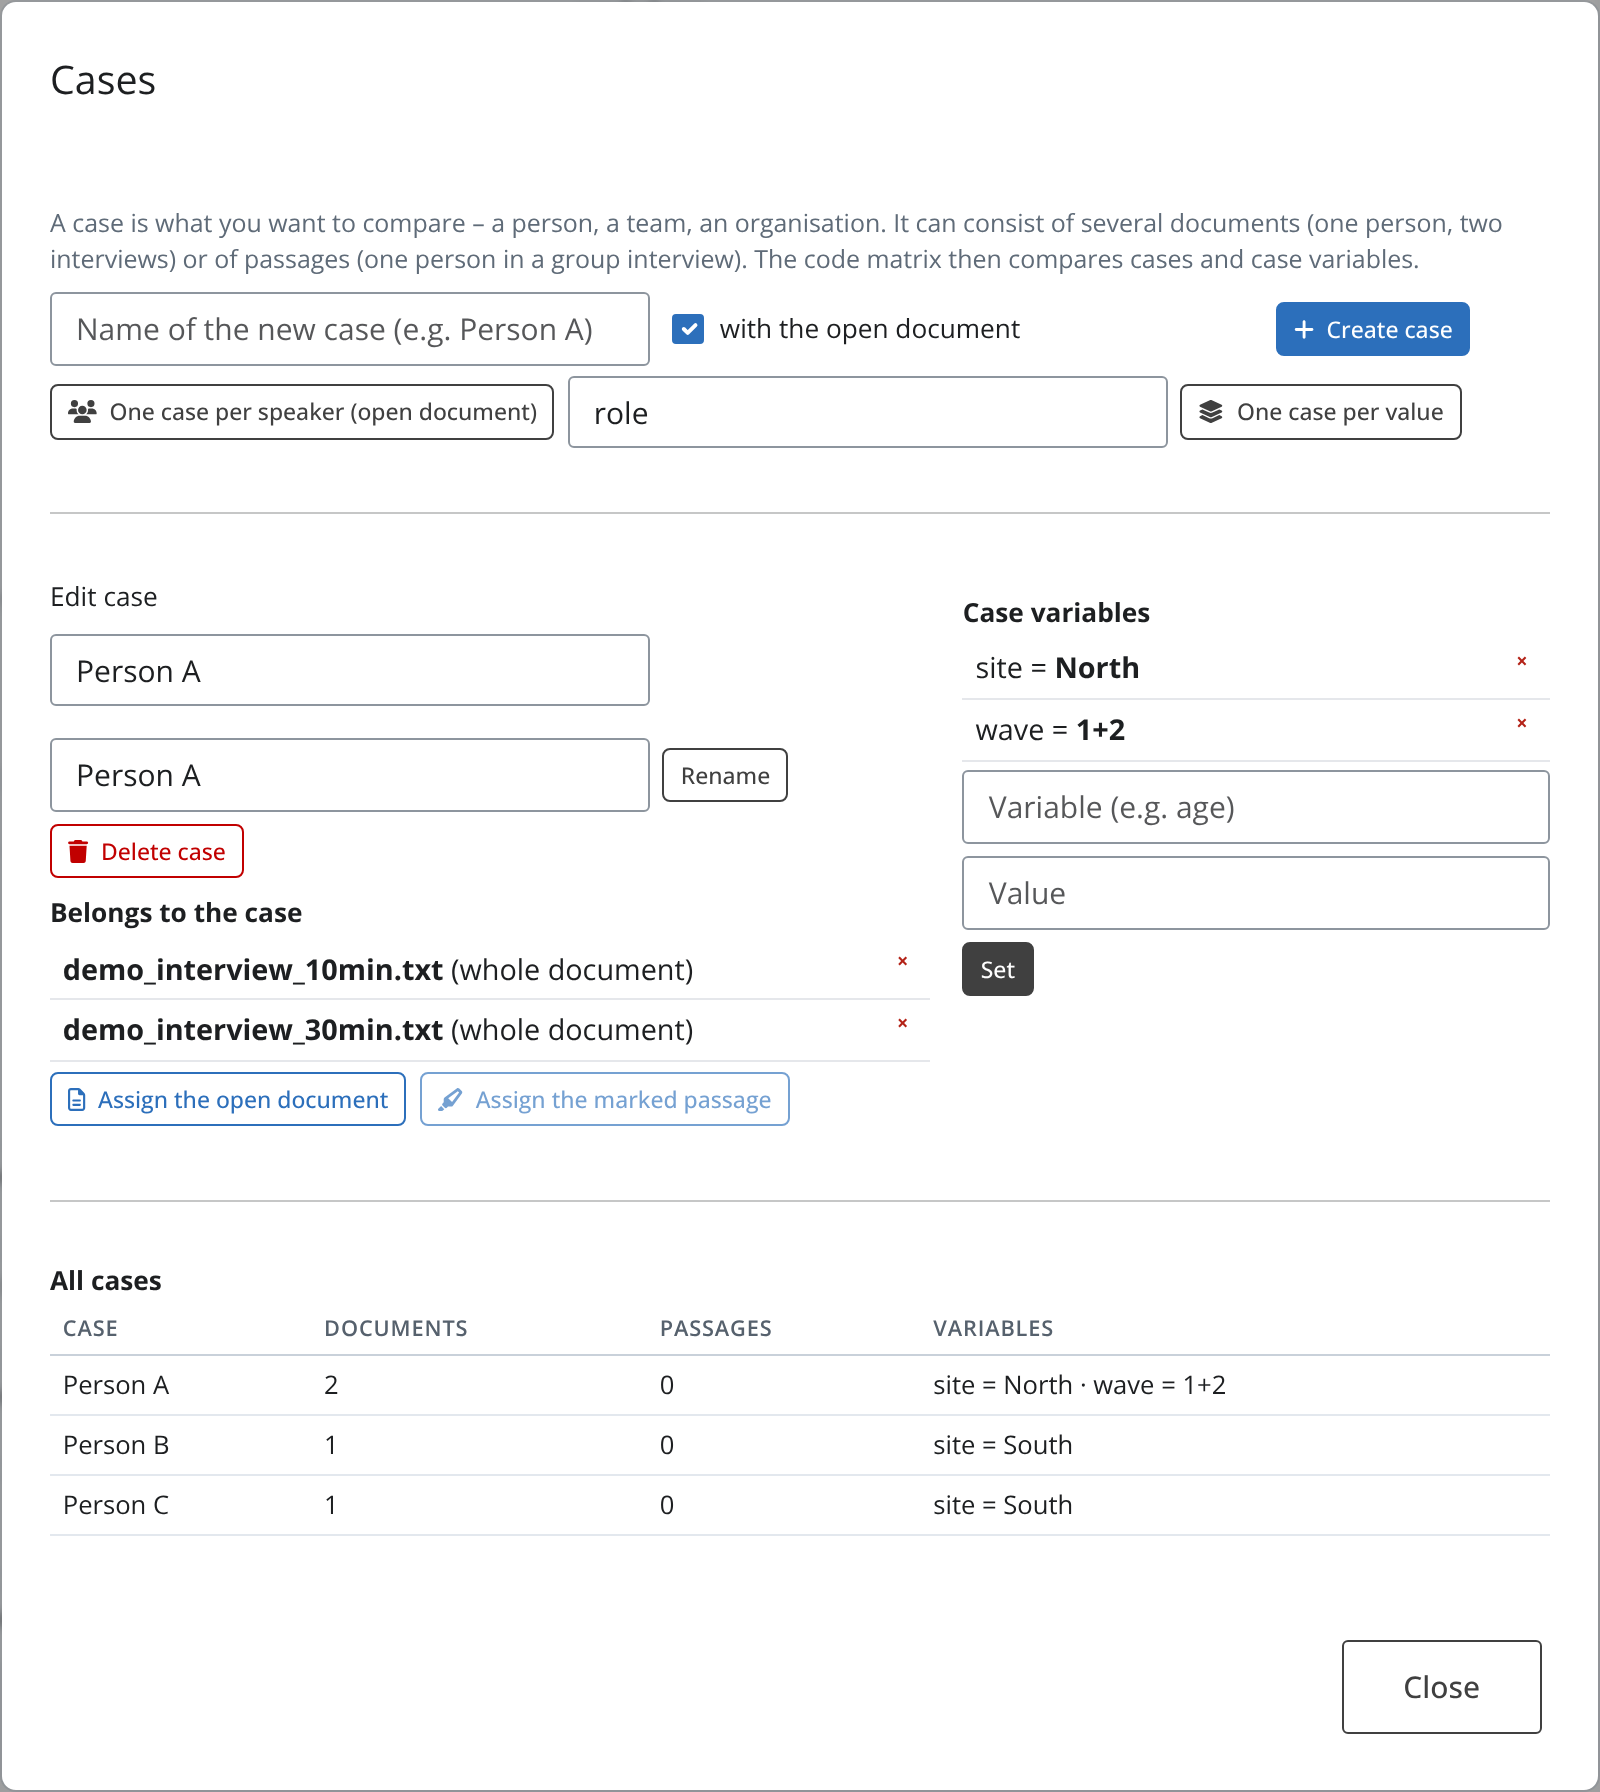 Cases
A case is what you want to compare – a person, a team, an organisation. It can consist of several documents (one person, two
interviews) or of passages (one person in a group interview). The code matrix then compares cases and case variables.
Name of the new case (e.g. Person A)
with the open document
+ Create case
One case per speaker (open document)
role
One case per value
Edit case
Person A
Person A
Rename
Delete case
Belongs to the case
demo_interview_10min.txt (whole document) ×
demo_interview_30min.txt (whole document) ×
Assign the open document
Assign the marked passage
Case variables
site = North ×
wave = 1+2 ×
Variable (e.g. age)
Value
Set
All cases
CASE DOCUMENTS PASSAGES VARIABLES
Person A 2 0 site = North · wave = 1+2
Person B 1 0 site = South
Person C 1 0 site = South
Close